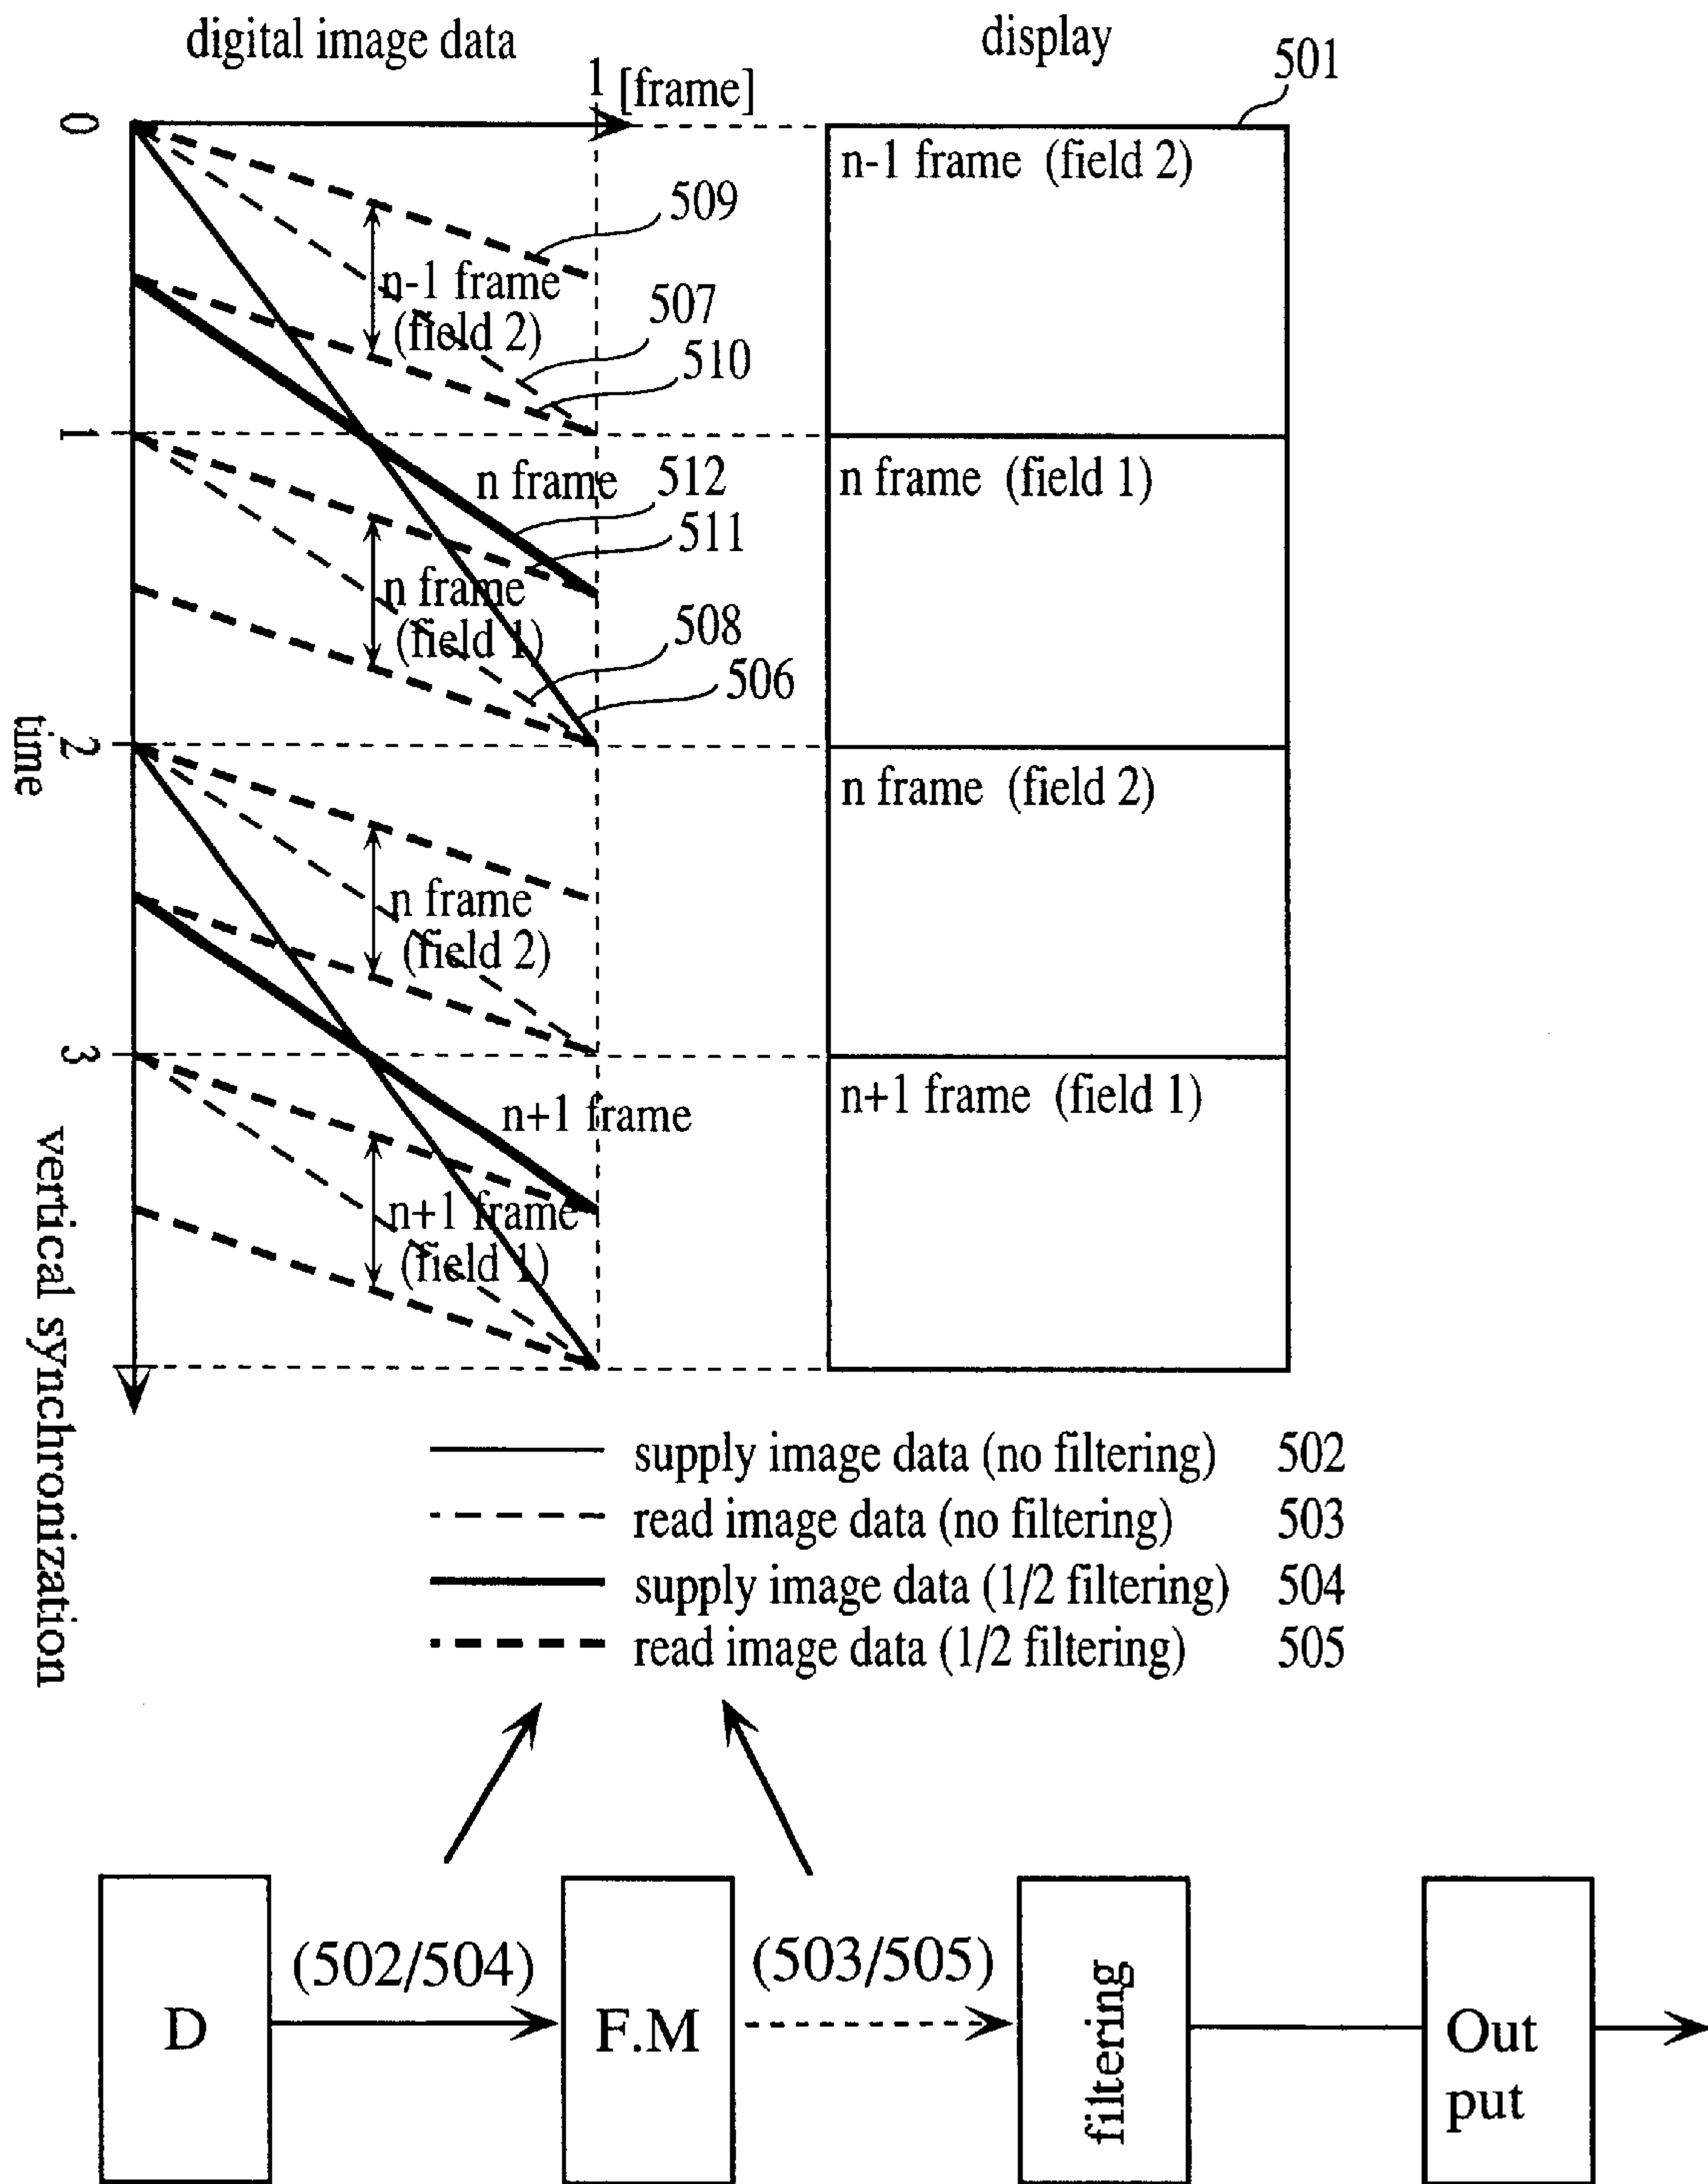 digital image data
display
501
1 [frame]
0
n-1 frame (field 2)
509
n-1 frame
(field 2)
507
510
1
n frame 512
n frame (field 1)
511
n frame
(field 1)
508
506
2
time
n frame (field 2)
n frame
(field 2)
3
n+1 frame (field 1)
n+1 frame
n+1 frame
(field 1)
vertical synchronization
supply image data (no filtering) 502
read image data (no filtering) 503
supply image data (1/2 filtering) 504
read image data (1/2 filtering) 505
D
(502/504)
F.M
(503/505)
filtering
Out
put